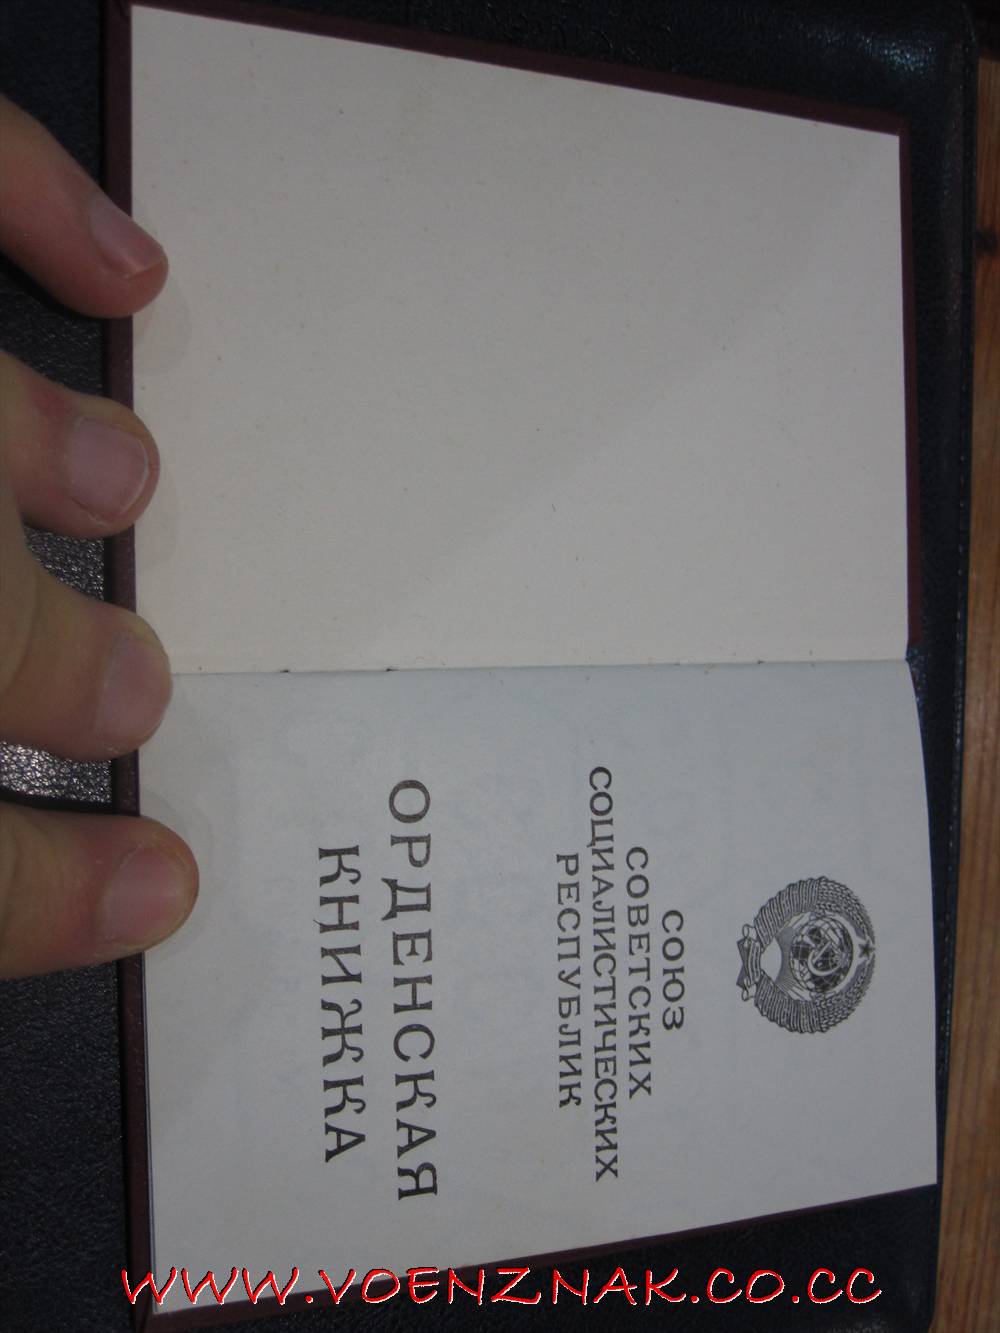 СОЮЗ
СОВЕТСКИХ
СОЦИАЛИСТИЧЕСКИХ
РЕСПУБЛИК
ОРДЕНСКАЯ
КНИЖКА
WWW.VOENZNAK.CO.CC